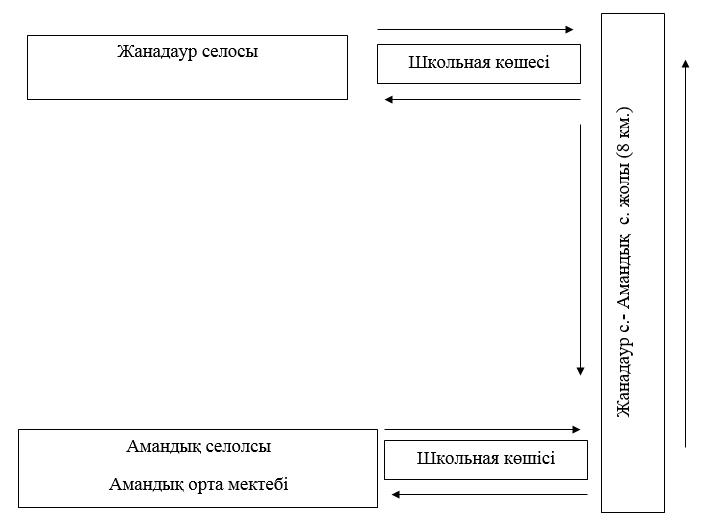 Жанадаур селосы
Школьная көшесі
Жанадаур с.- Амандық с. жолы (8 км.)
Амандық селолсы
Амандық орта мектебі
Школьная көшісі